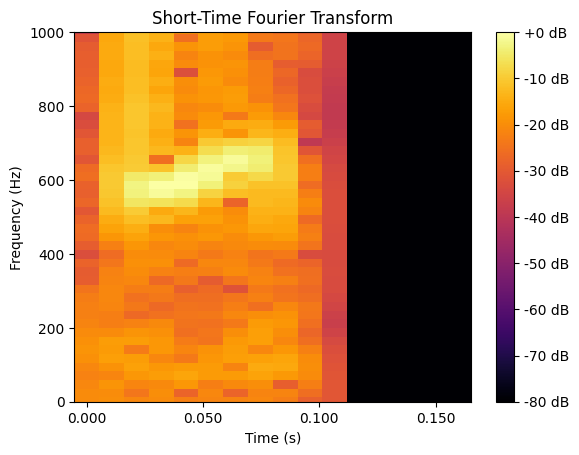 Short-Time Fourier Transform
1000
800
600
400
200
0
Frequency (Hz)
0.000
0.050
0.100
0.150
Time (s)
+0 dB
-10 dB
-20 dB
-30 dB
-40 dB
-50 dB
-60 dB
-70 dB
-80 dB